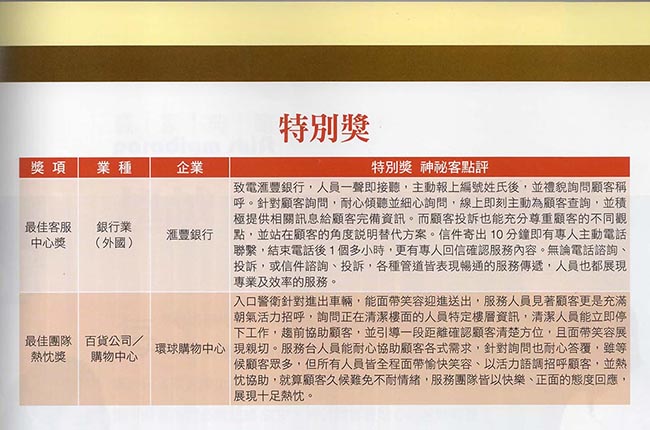 特別獎
獎項 業種 企業 特別獎 神祕客點評
最佳客服
中心獎
銀行業
（外國）
滙豐銀行
致電滙豐銀行，人員一聲即接聽，主動報上編號姓氏後，並禮貌詢問顧客稱
呼。針對顧客詢問，耐心傾聽並細心詢問，線上即刻主動為顧客查詢，並積
極提供相關訊息給顧客完備資訊。而顧客投訴也能充分尊重顧客的不同觀
點，並站在顧客的角度説明替代方案。信件寄出10分鐘即有專人主動電話
聯繫，結束電話後1個多小時，更有專人回信確認服務內容。無論電話諮詢、
投訴，或信件諮詢、投訴，各種管道皆表現暢通的服務傳遞，人員也都展現
專業及效率的服務。
最佳團隊
熱忱獎
百貨公司／
購物中心
環球購物中心
入口警衛針對進出車輛，能面帶笑容迎進送出，服務人員見著顧客更是充滿
朝氣活力招呼，詢問正在清潔樓面的人員特定樓層資訊，清潔人員能立即停
下工作，趨前協助顧客，並引導一段距離確認顧客清楚方位，且面帶笑容展
現親切。服務台人員能耐心協助顧客各式需求，針對詢問也耐心答覆，雖等
候顧客眾多，但所有人員皆全程面帶愉快笑容、以活力語調招呼顧客，並熱
忱協助，就算顧客久候難免不耐情緒，服務團隊皆以快樂、正面的態度回應，
展現十足熱忱。